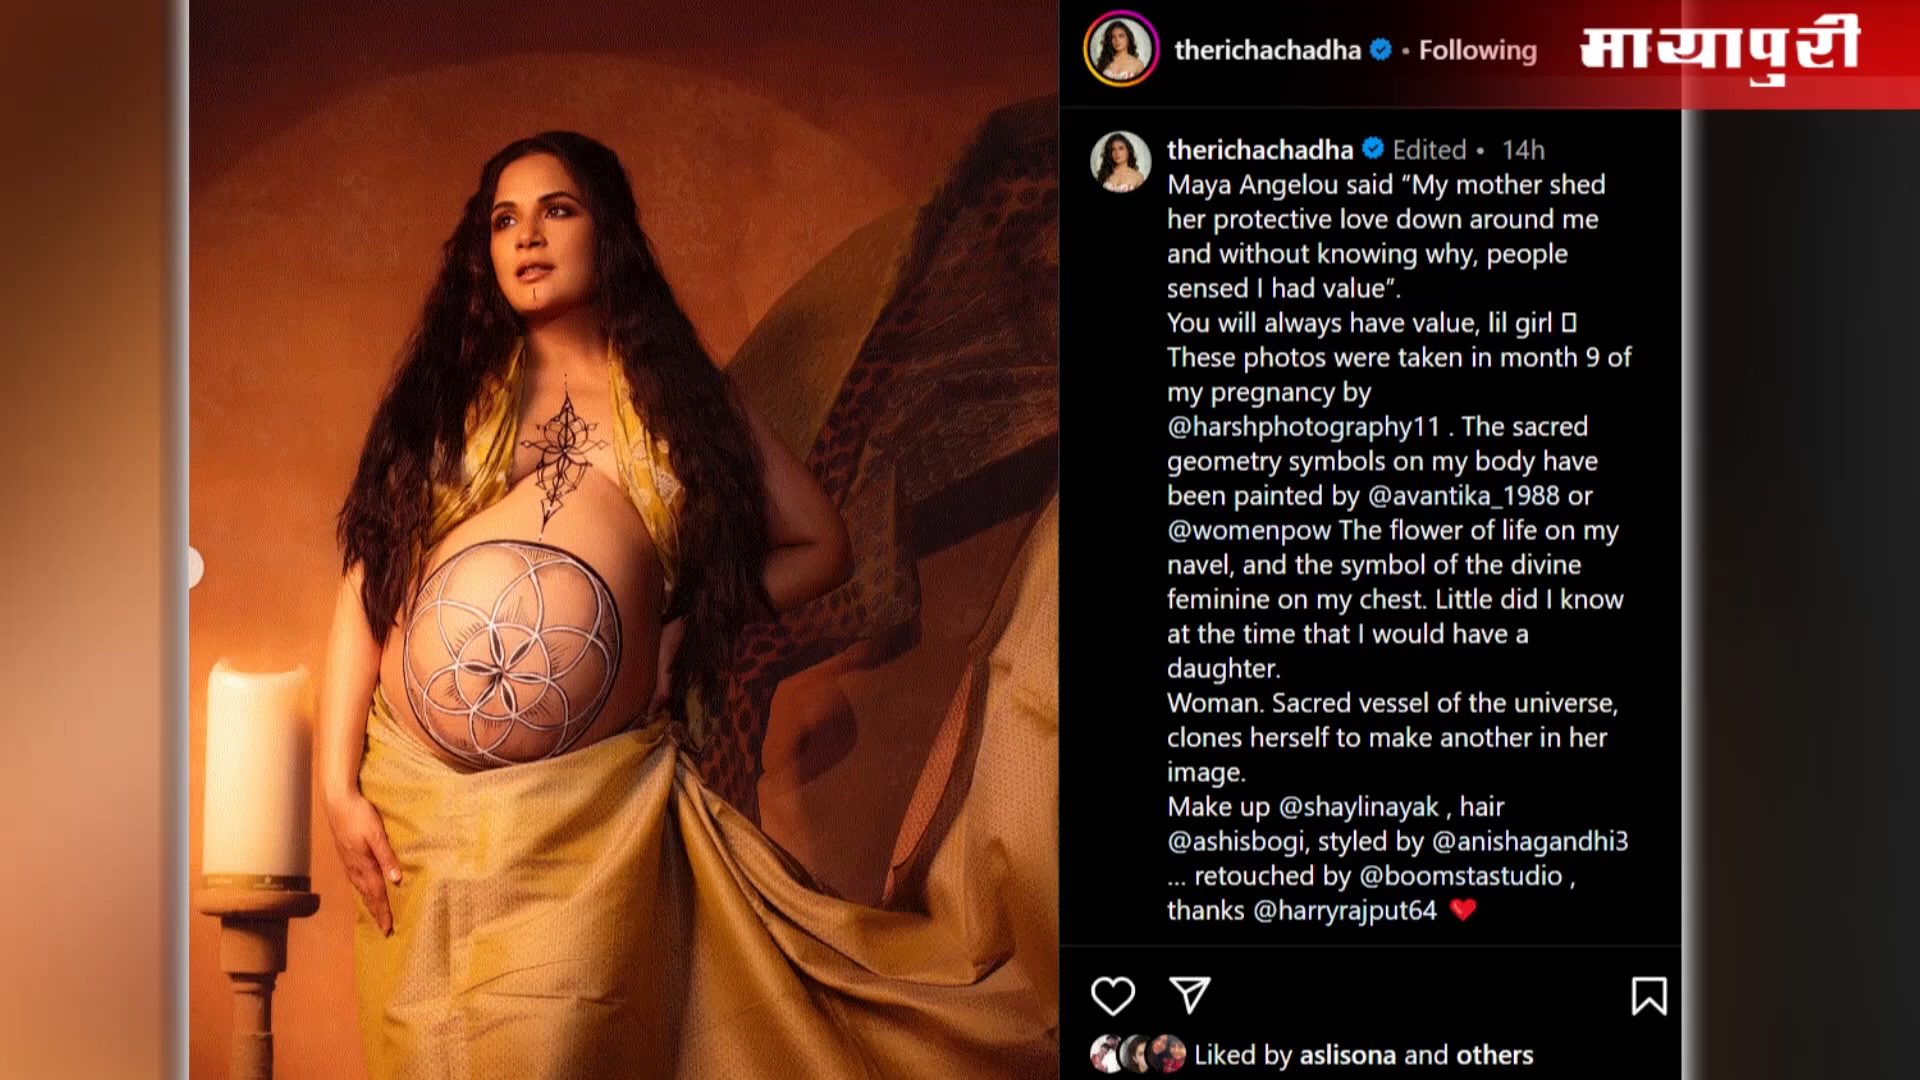 therichachadha • Following
मायापुरी
therichachadha Edited • 14h
Maya Angelou said “My mother shed
her protective love down around me
and without knowing why, people
sensed I had value”.
You will always have value, lil girl
These photos were taken in month 9 of
my pregnancy by
@harshphotography11 . The sacred
geometry symbols on my body have
been painted by @avantika_1988 or
@womenpow The flower of life on my
navel, and the symbol of the divine
feminine on my chest. Little did I know
at the time that I would have a
daughter.
Woman. Sacred vessel of the universe,
clones herself to make another in her
image.
Make up @shaylinayak , hair
@ashisbogi, styled by @anishagandhi3
... retouched by @boomstastudio ,
thanks @harryrajput64 ❤️
Liked by aslisona and others